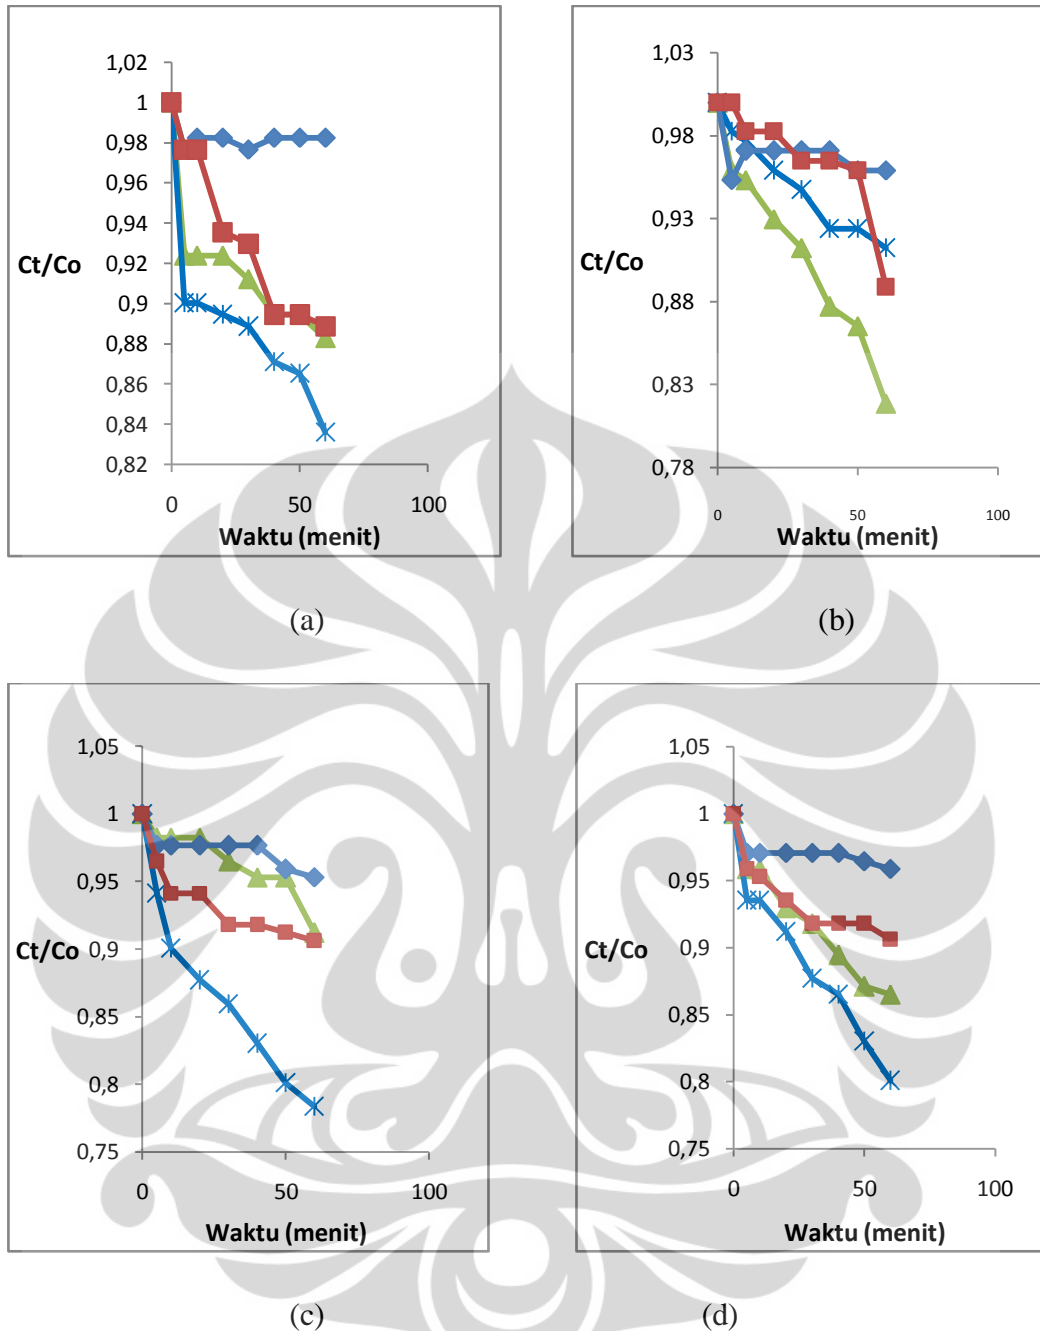 1,02
1
0,98
0,96
0,94
0,92
0,9
0,88
0,86
0,84
0,82
Ct/Co
0 50 100
Waktu (menit)
(a)
1,03
0,98
0,93
0,88
0,83
0,78
Ct/Co
0 50 100
Waktu (menit)
(b)
1,05
1
0,95
0,9
0,85
0,8
0,75
Ct/Co
0 50 100
Waktu (menit)
(c)
1,05
1
0,95
0,9
0,85
0,8
0,75
Ct/Co
0 50 100
Waktu (menit)
(d)